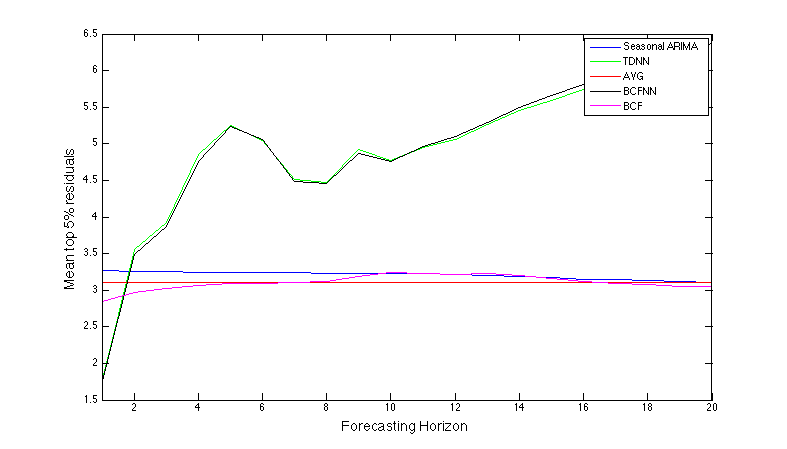 6.5
6
5.5
5
4.5
4
3.5
3
2.5
2
1.5
Mean top 5% residuals
Seasonal ARIMA
TDNN
AVG
BCFNN
BCF
2 4 6 8 10 12 14 16 18 20
Forecasting Horizon